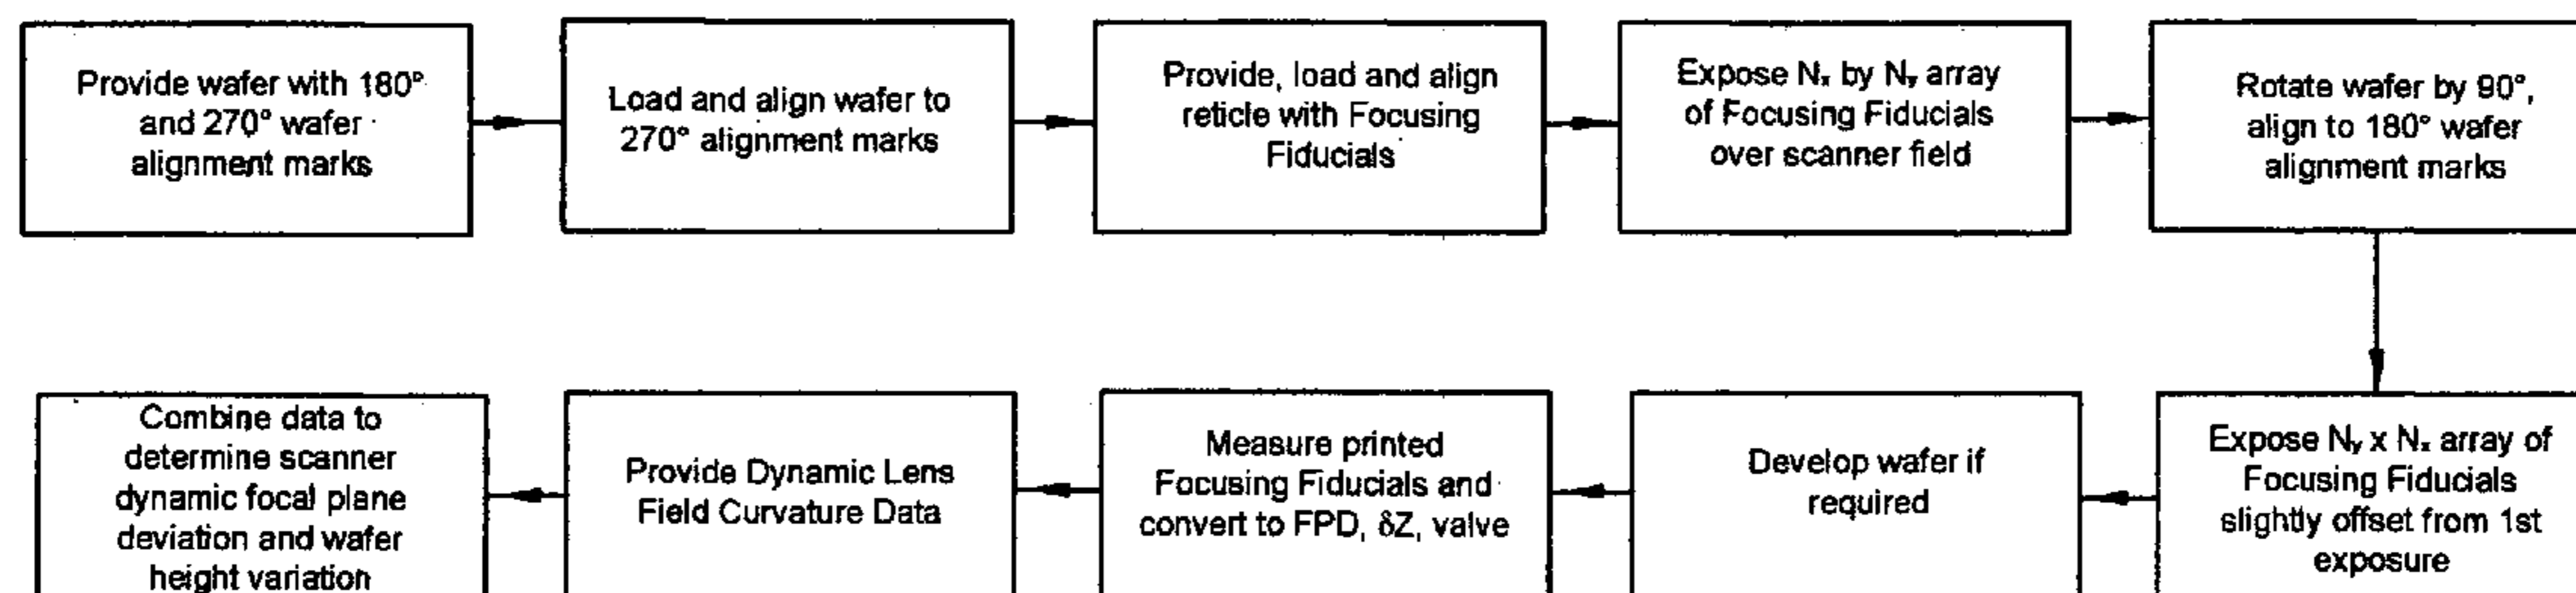 Provide wafer with 180°
and 270° wafer
alignment marks
Load and align wafer to
270° alignment marks
Provide, load and align
reticle with Focusing
Fiducials
Expose Nₓ by Nᵧ array
of Focusing Fiducials
over scanner field
Rotate wafer by 90°,
align to 180° wafer
alignment marks
Expose Nᵧ x Nₓ array of
Focusing Fiducials
slightly offset from 1st
exposure
Develop wafer if
required
Measure printed
Focusing Fiducials and
convert to FPD, δZ, valve
Provide Dynamic Lens
Field Curvature Data
Combine data to
determine scanner
dynamic focal plane
deviation and wafer
height variation